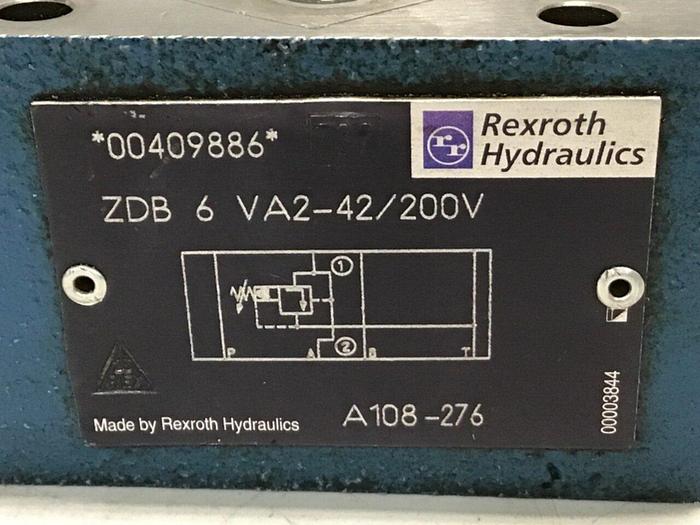 *00409886*
Rexroth
Hydraulics
ZDB 6 VA2-42/200V
1
P A 2 B T
Made by Rexroth Hydraulics
A108-276
00003844